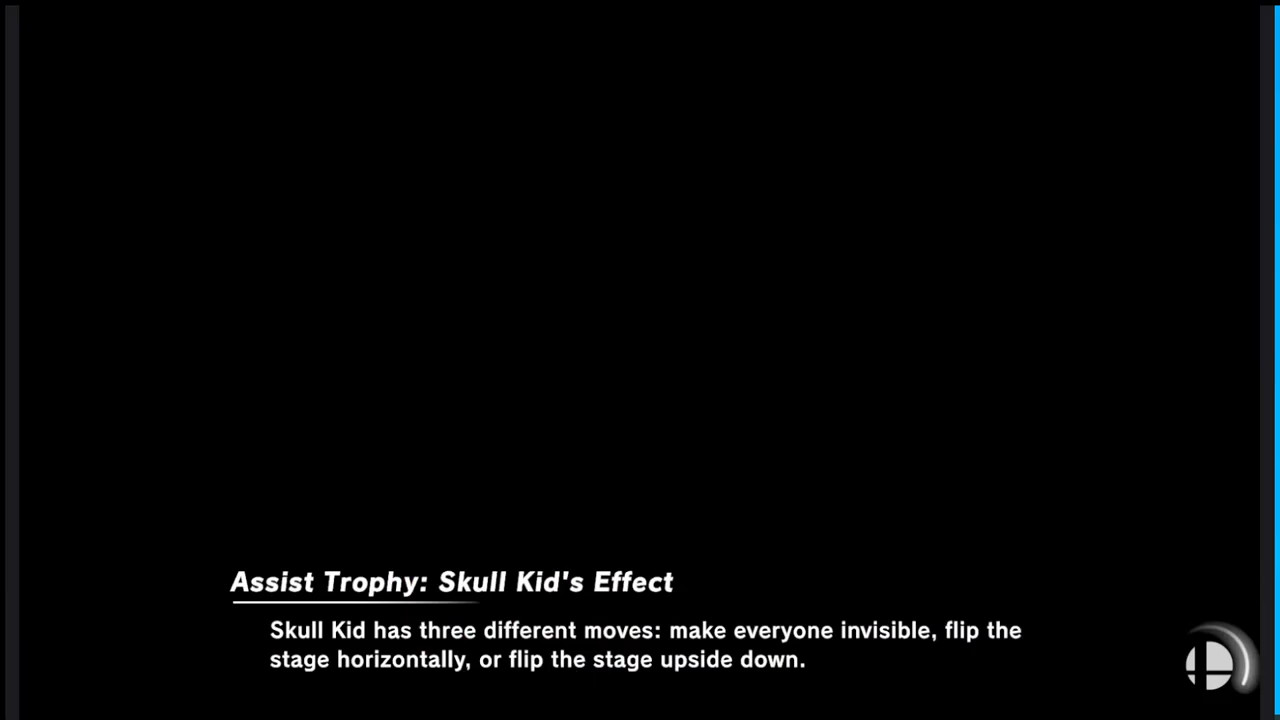 Assist Trophy: Skull Kid's Effect
Skull Kid has three different moves: make everyone invisible, flip the
stage horizontally, or flip the stage upside down.